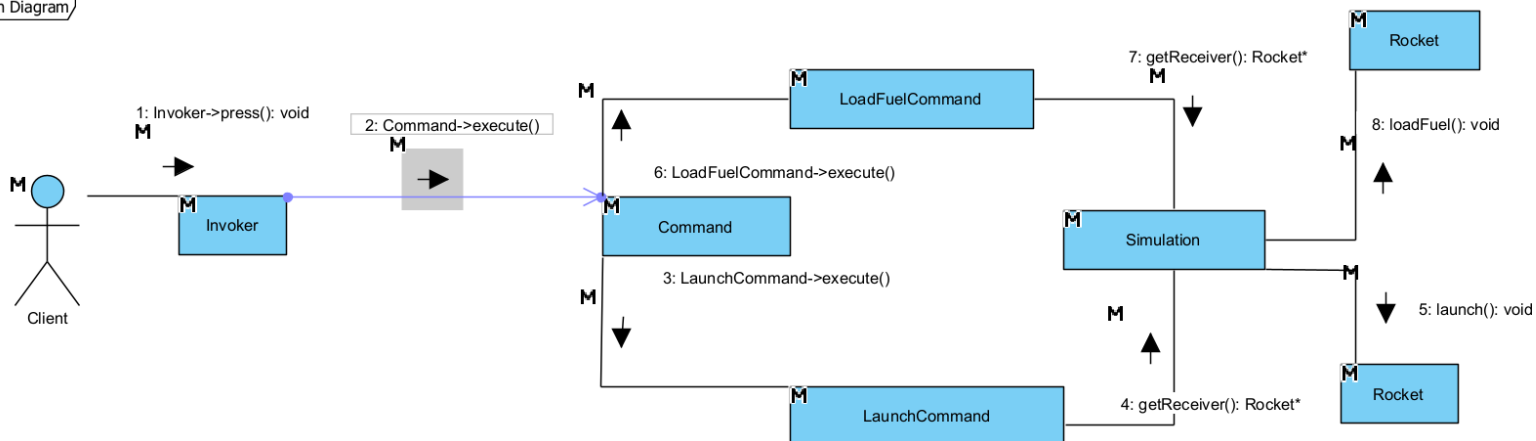 n Diagram
Rocket
7: getReceiver(): Rocket*
LoadFuelCommand
1: Invoker->press(): void
2: Command->execute()
8: loadFuel(): void
6: LoadFuelCommand->execute()
Invoker
Command
Simulation
3: LaunchCommand->execute()
Client
5: launch(): void
4: getReceiver(): Rocket*
Rocket
LaunchCommand